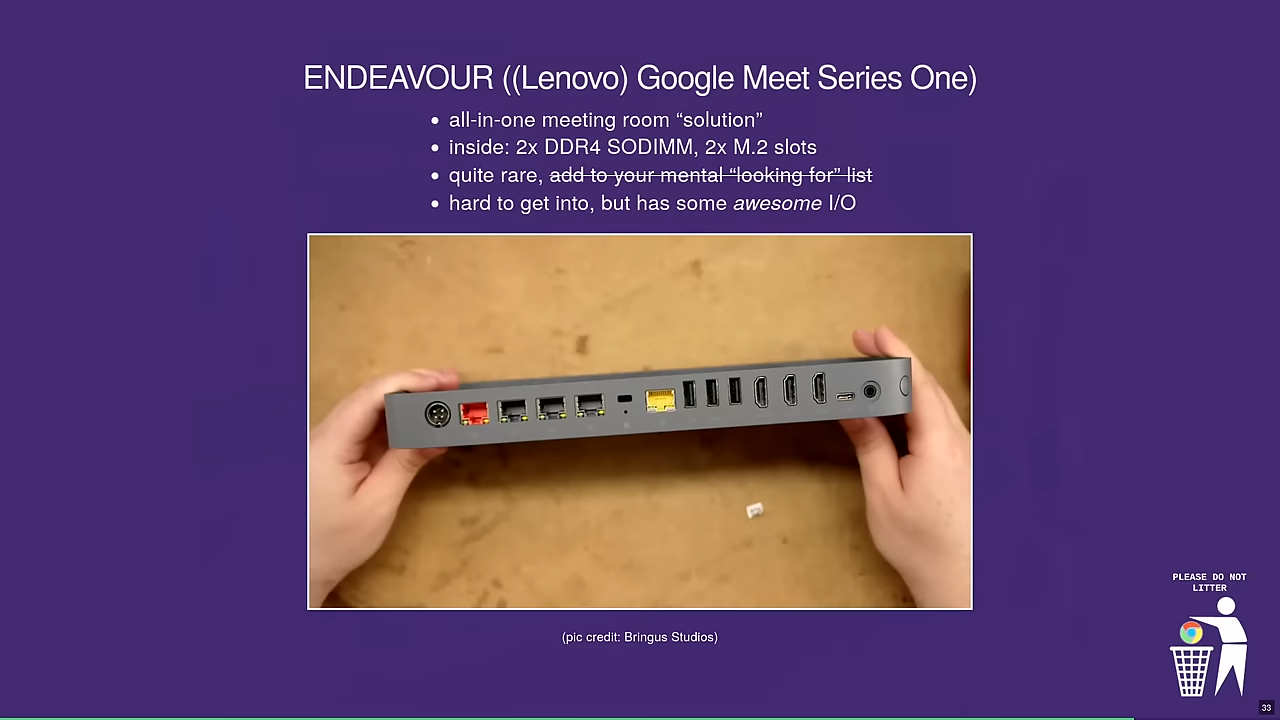 ENDEAVOUR ((Lenovo) Google Meet Series One)
all-in-one meeting room “solution”
inside: 2x DDR4 SODIMM, 2x M.2 slots
quite rare, add to your mental “looking for” list
hard to get into, but has some awesome I/O
(pic credit: Bringus Studios)
PLEASE DO NOT
LITTER
33